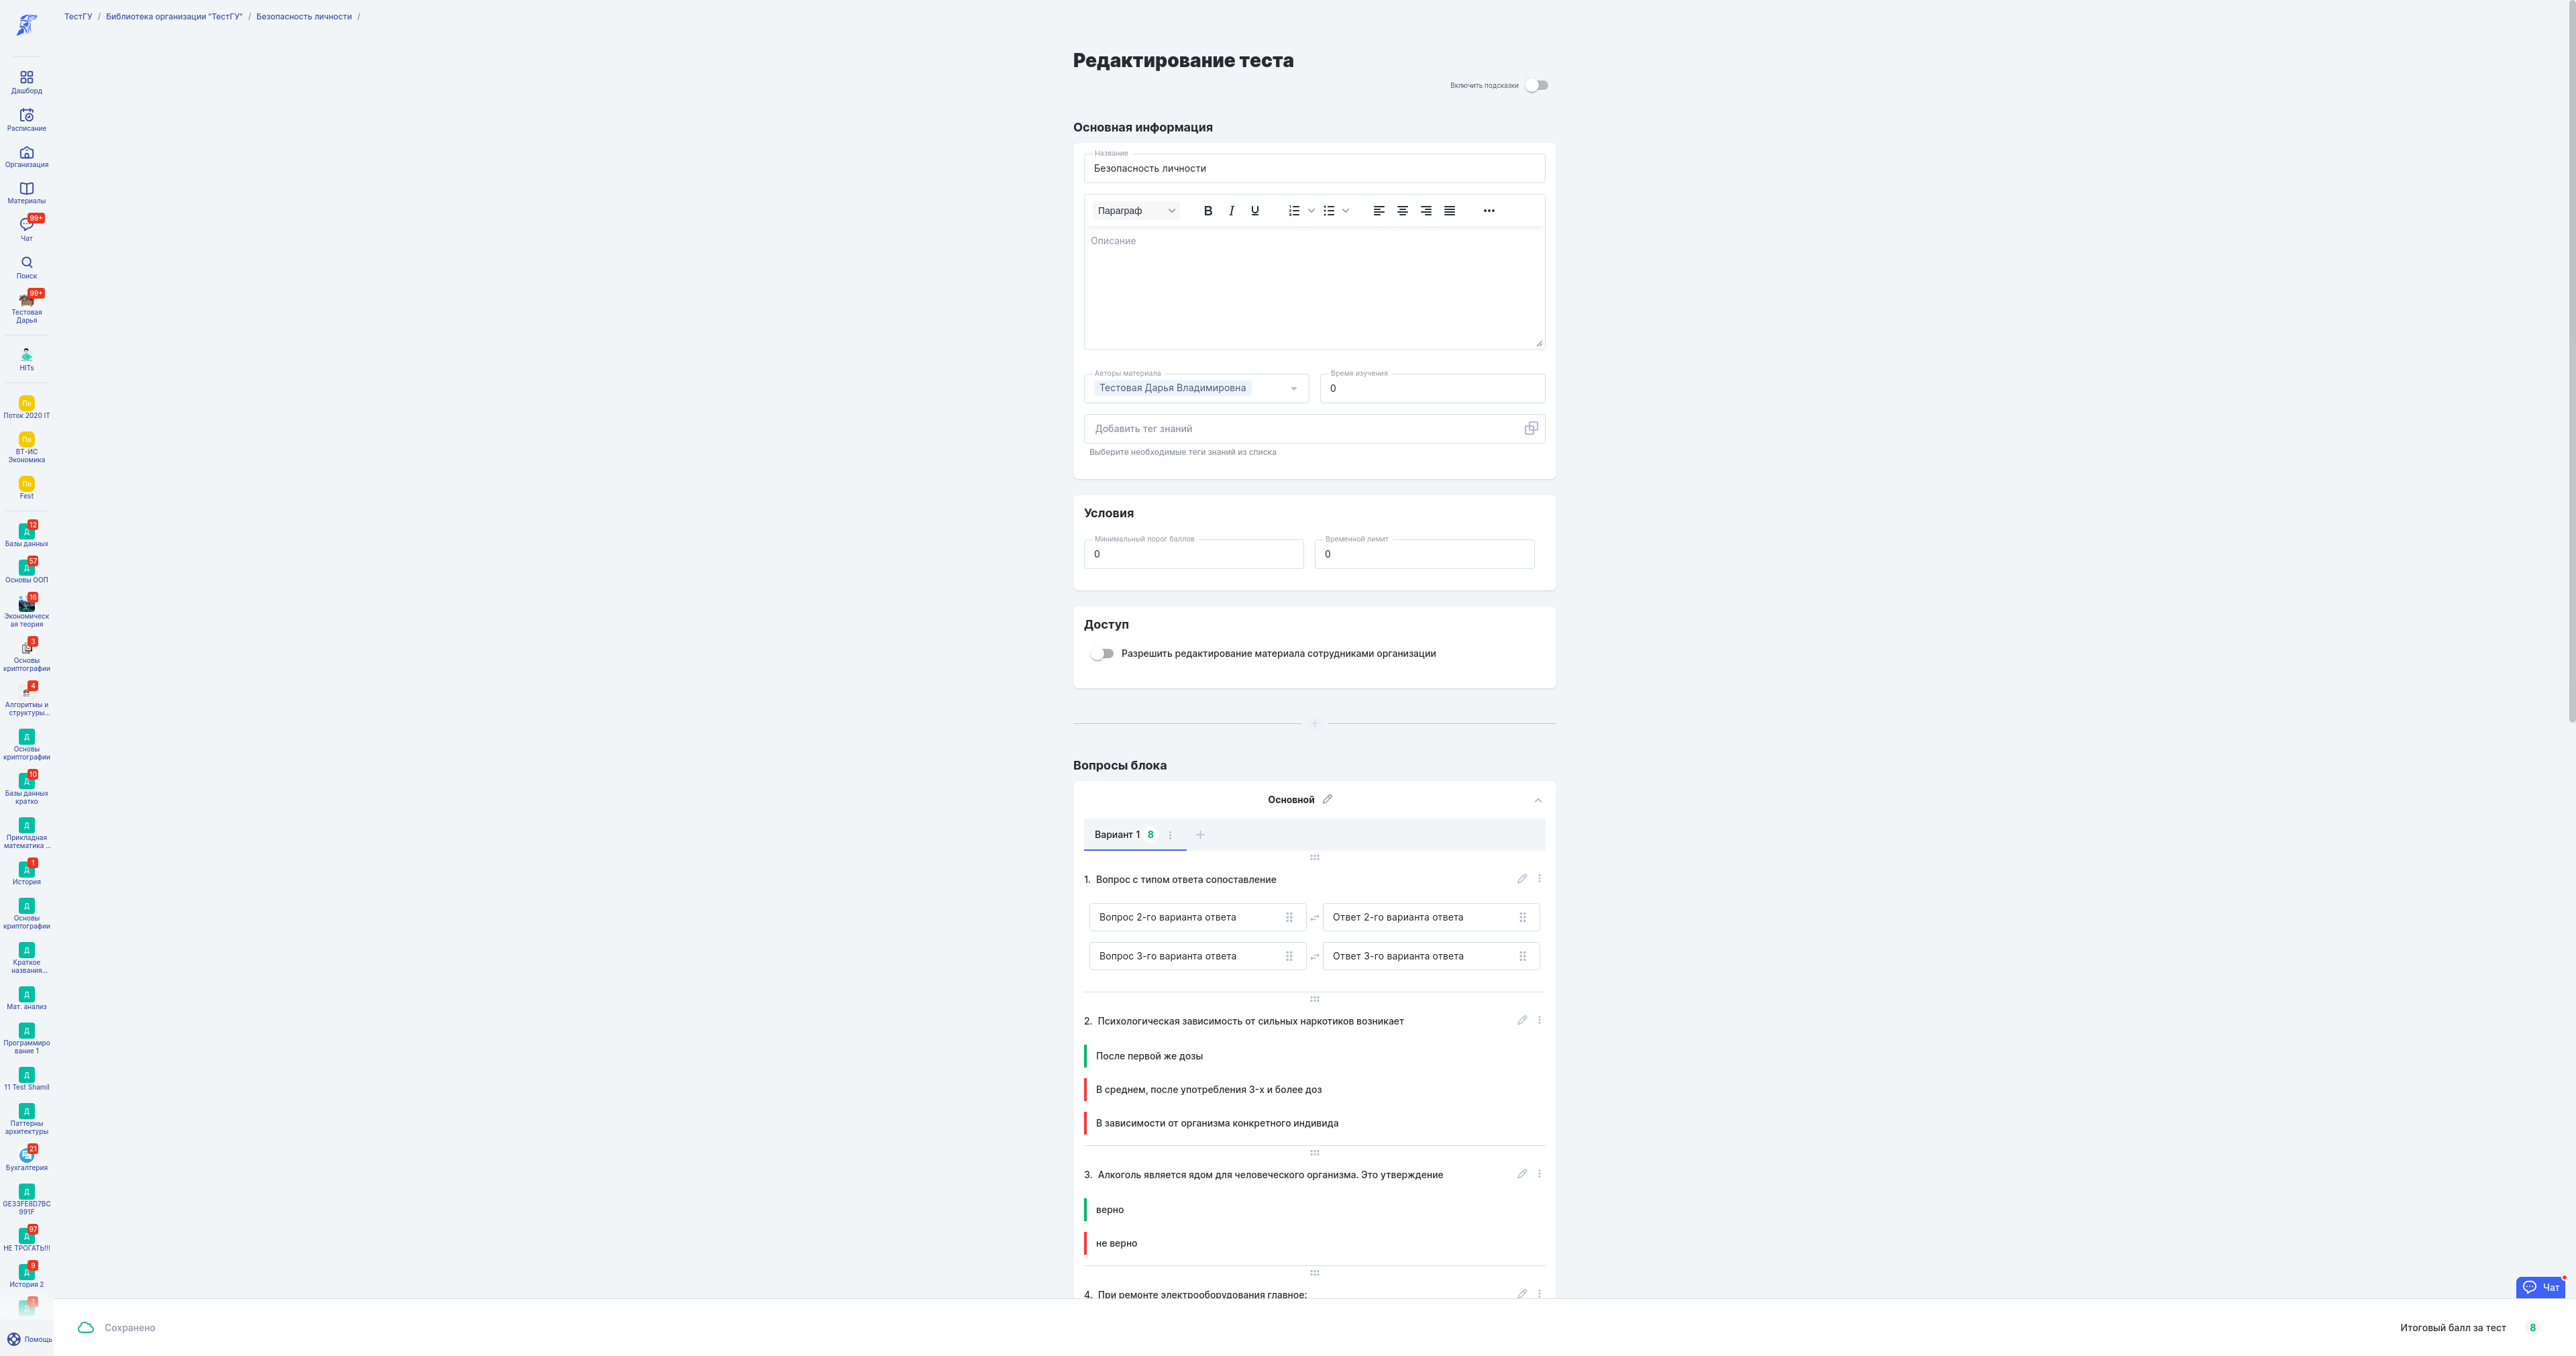 ТестГУ / Библиотека организации "ТестГУ" / Безопасность личности /
Дашборд
Расписание
Организация
Материалы
99+
Чат
Поиск
99+
Тестовая
Дарья
HITs
По
Поток 2020 IT
По
ВТ-ИС
Экономика
По
Fest
12
Д
Базы данных
57
Д
Основы ООП
16
Экономическ
ая теория
3
Основы
криптографии
4
Алгоритмы и
структуры...
Д
Основы
криптографии
10
Д
Базы данных
кратко
Д
Прикладная
математика ...
1
Д
История
Д
Основы
криптографии
Д
Краткое
названия...
Д
Мат. анализ
Д
Программиро
вание 1
Д
11 Test Shamil
Д
Паттерны
архитектуры
21
Бухгалтерия
Д
GE33FE8D7BC
991F
97
Д
НЕ ТРОГАТЬ!!!
9
Д
История 2
1
Д
Помощь
Редактирование теста
Включить подсказки
Основная информация
Название
Безопасность личности
Параграф
Описание
Авторы материала
Тестовая Дарья Владимировна
Время изучения
0
Добавить тег знаний
Выберите необходимые теги знаний из списка
Условия
Минимальный порог баллов
0
Временной лимит
0
Доступ
Разрешить редактирование материала сотрудниками организации
Вопросы блока
Основной
Вариант 1 8
1. Вопрос с типом ответа сопоставление
Вопрос 2-го варианта ответа
Ответ 2-го варианта ответа
Вопрос 3-го варианта ответа
Ответ 3-го варианта ответа
2. Психологическая зависимость от сильных наркотиков возникает
После первой же дозы
В среднем, после употребления 3-х и более доз
В зависимости от организма конкретного индивида
3. Алкоголь является ядом для человеческого организма. Это утверждение
верно
не верно
4. При ремонте электрооборудования главное:
Чат
Сохранено
Итоговый балл за тест 8